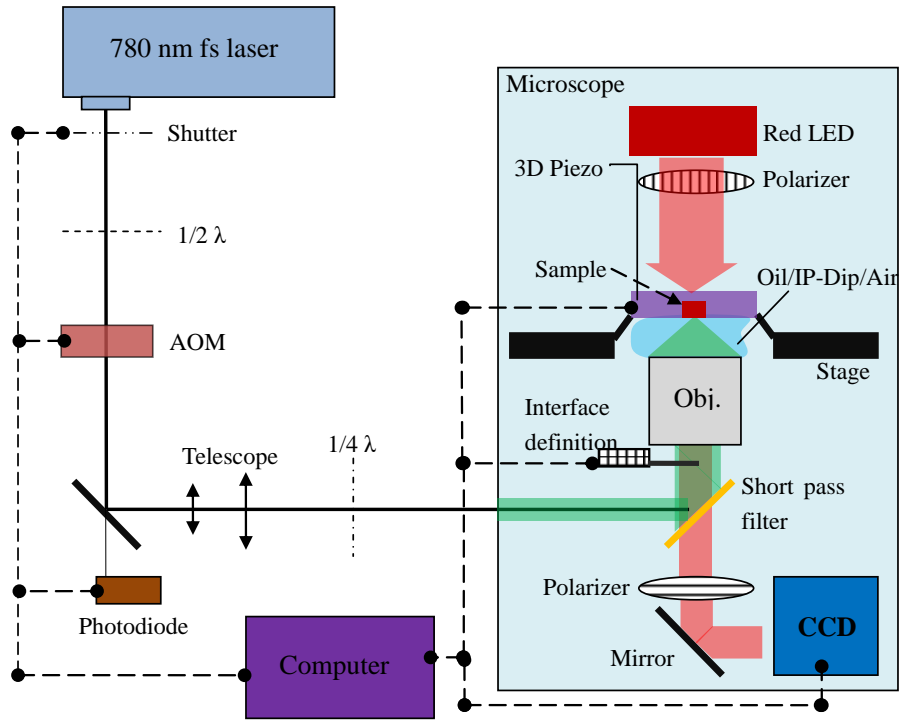 780 nm fs laser
Shutter
1/2 λ
AOM
Telescope
1/4 λ
Photodiode
Computer
Microscope
Red LED
3D Piezo
Polarizer
Sample
Oil/IP-Dip/Air
Stage
Obj.
Interface
definition
Short pass
filter
Polarizer
Mirror
CCD